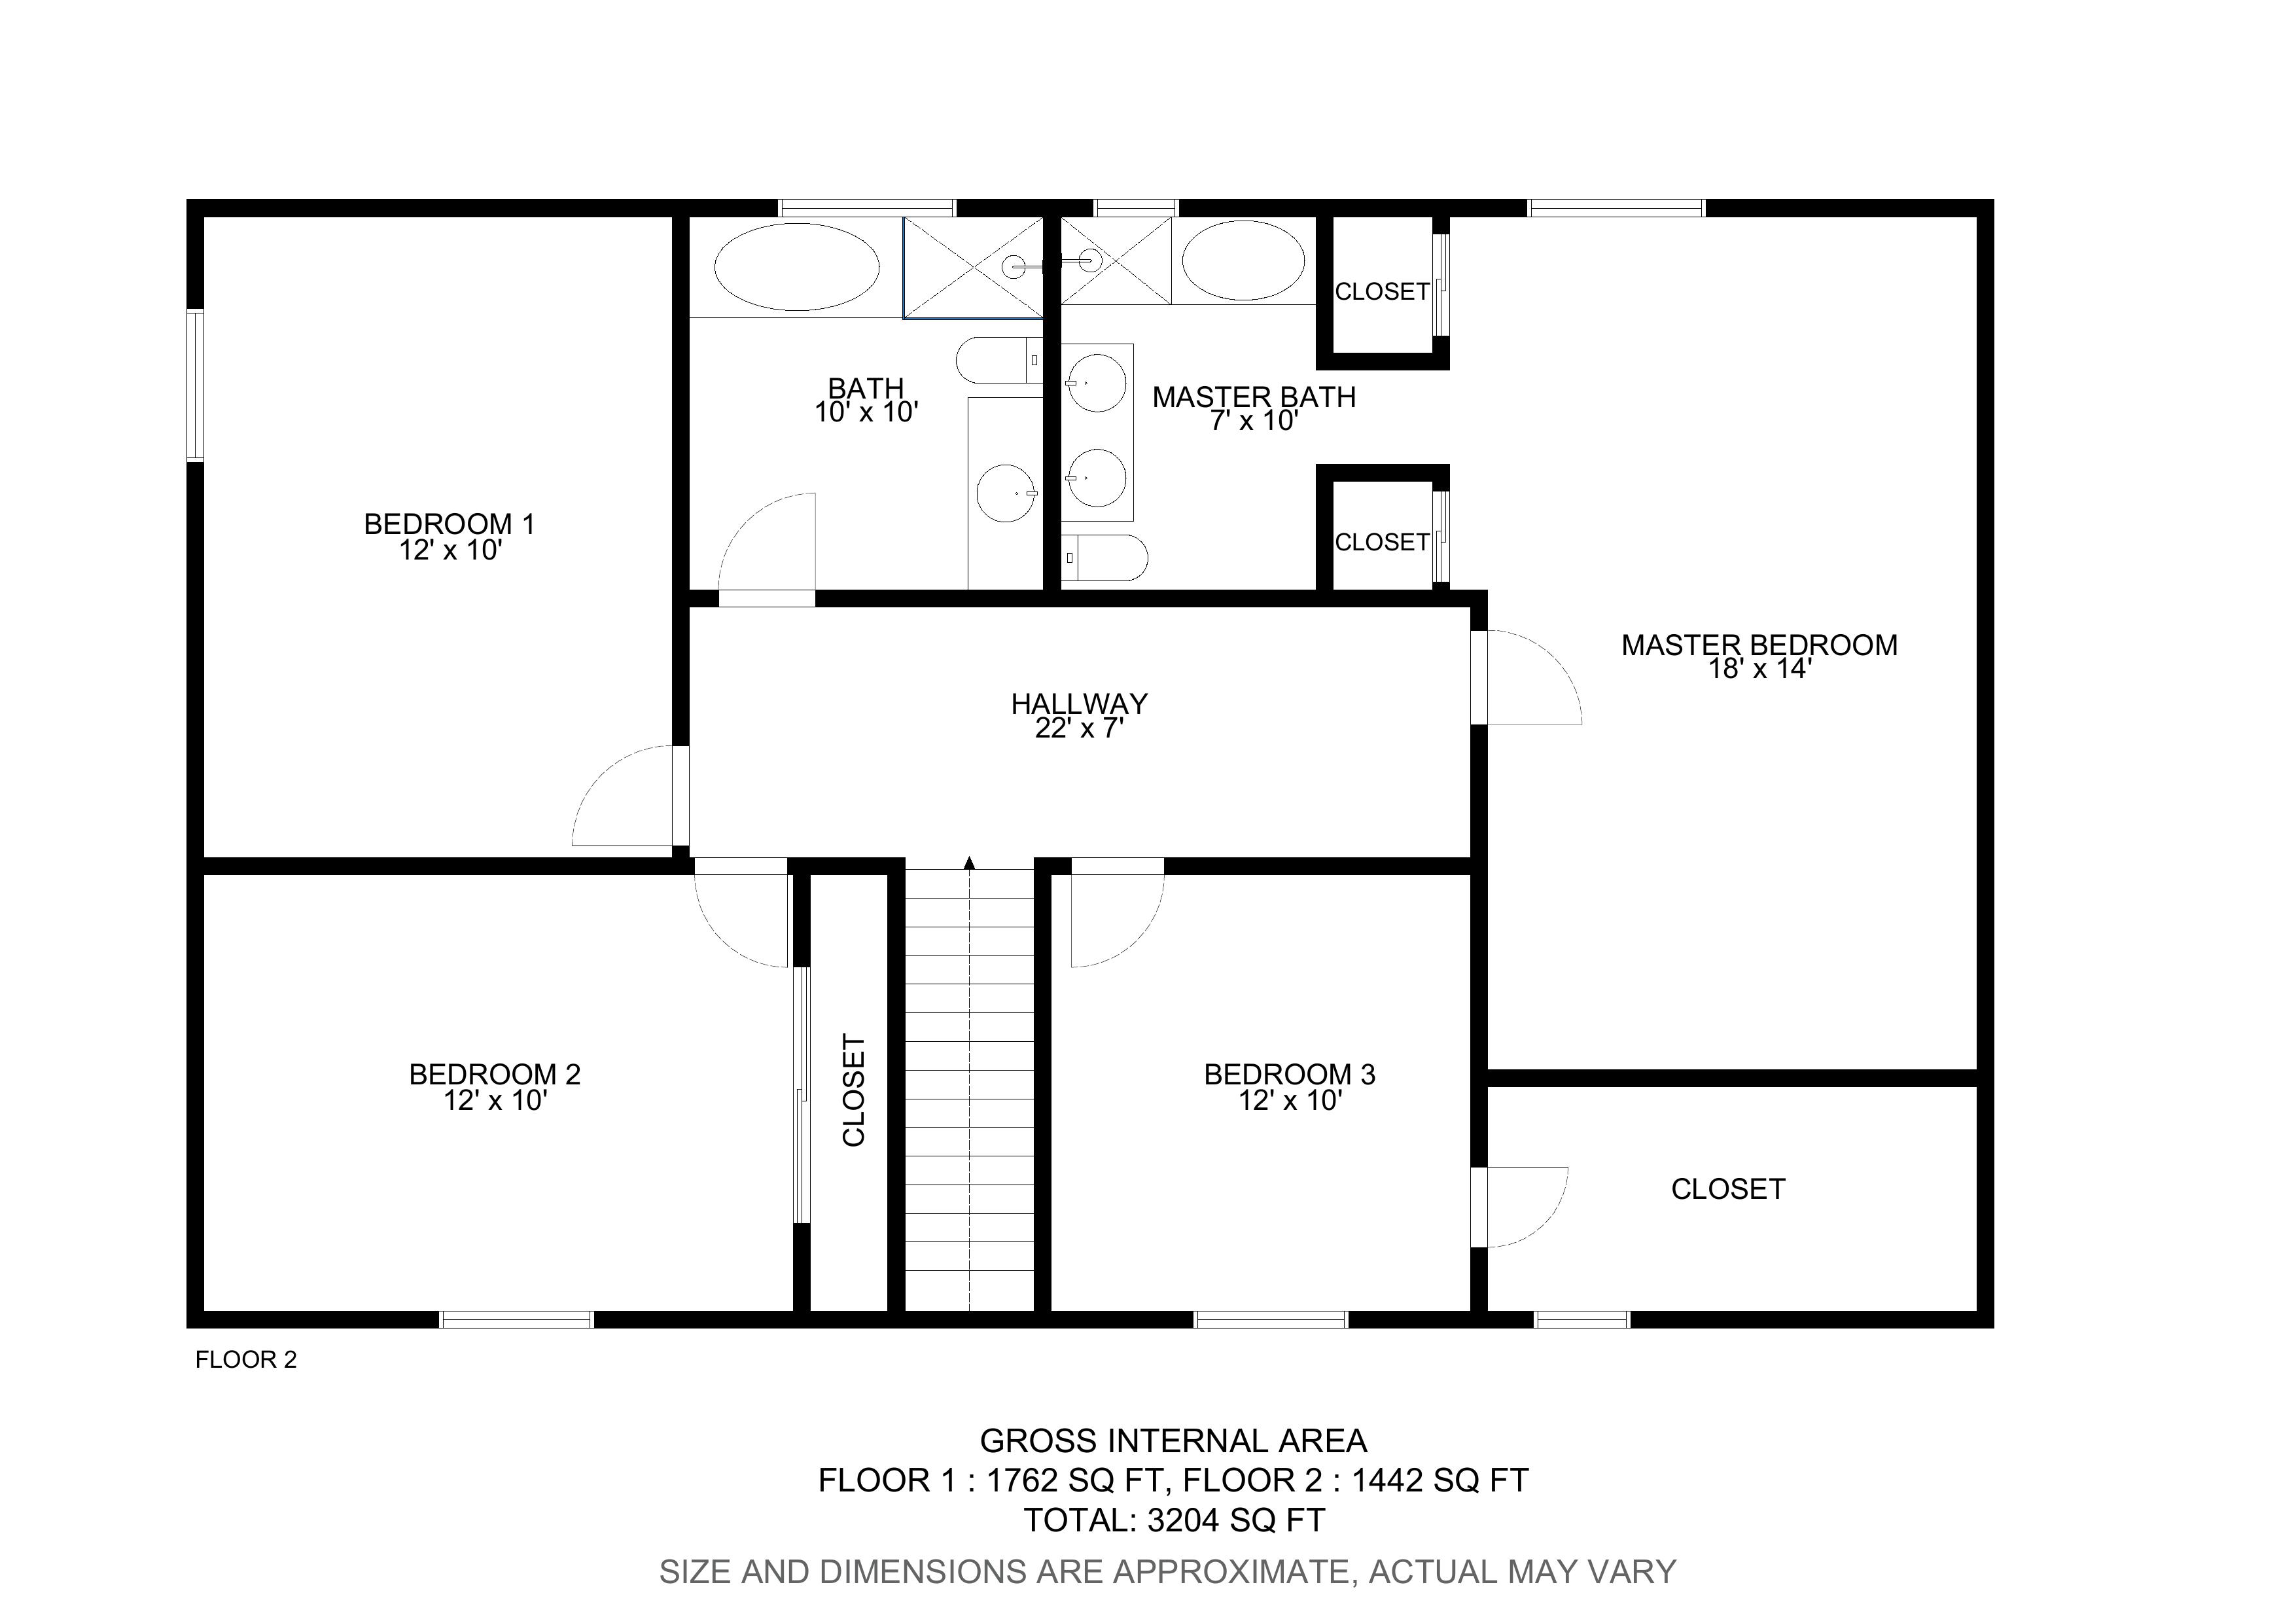 CLOSET
BATH
10' x 10'
MASTER BATH
7' x 10'
BEDROOM 1
12' x 10'
CLOSET
MASTER BEDROOM
18' x 14'
HALLWAY
22' x 7'
BEDROOM 2
12' x 10'
CLOSET
BEDROOM 3
12' x 10'
CLOSET
FLOOR 2
GROSS INTERNAL AREA
FLOOR 1 : 1762 SQ FT, FLOOR 2 : 1442 SQ FT
TOTAL: 3204 SQ FT
SIZE AND DIMENSIONS ARE APPROXIMATE, ACTUAL MAY VARY